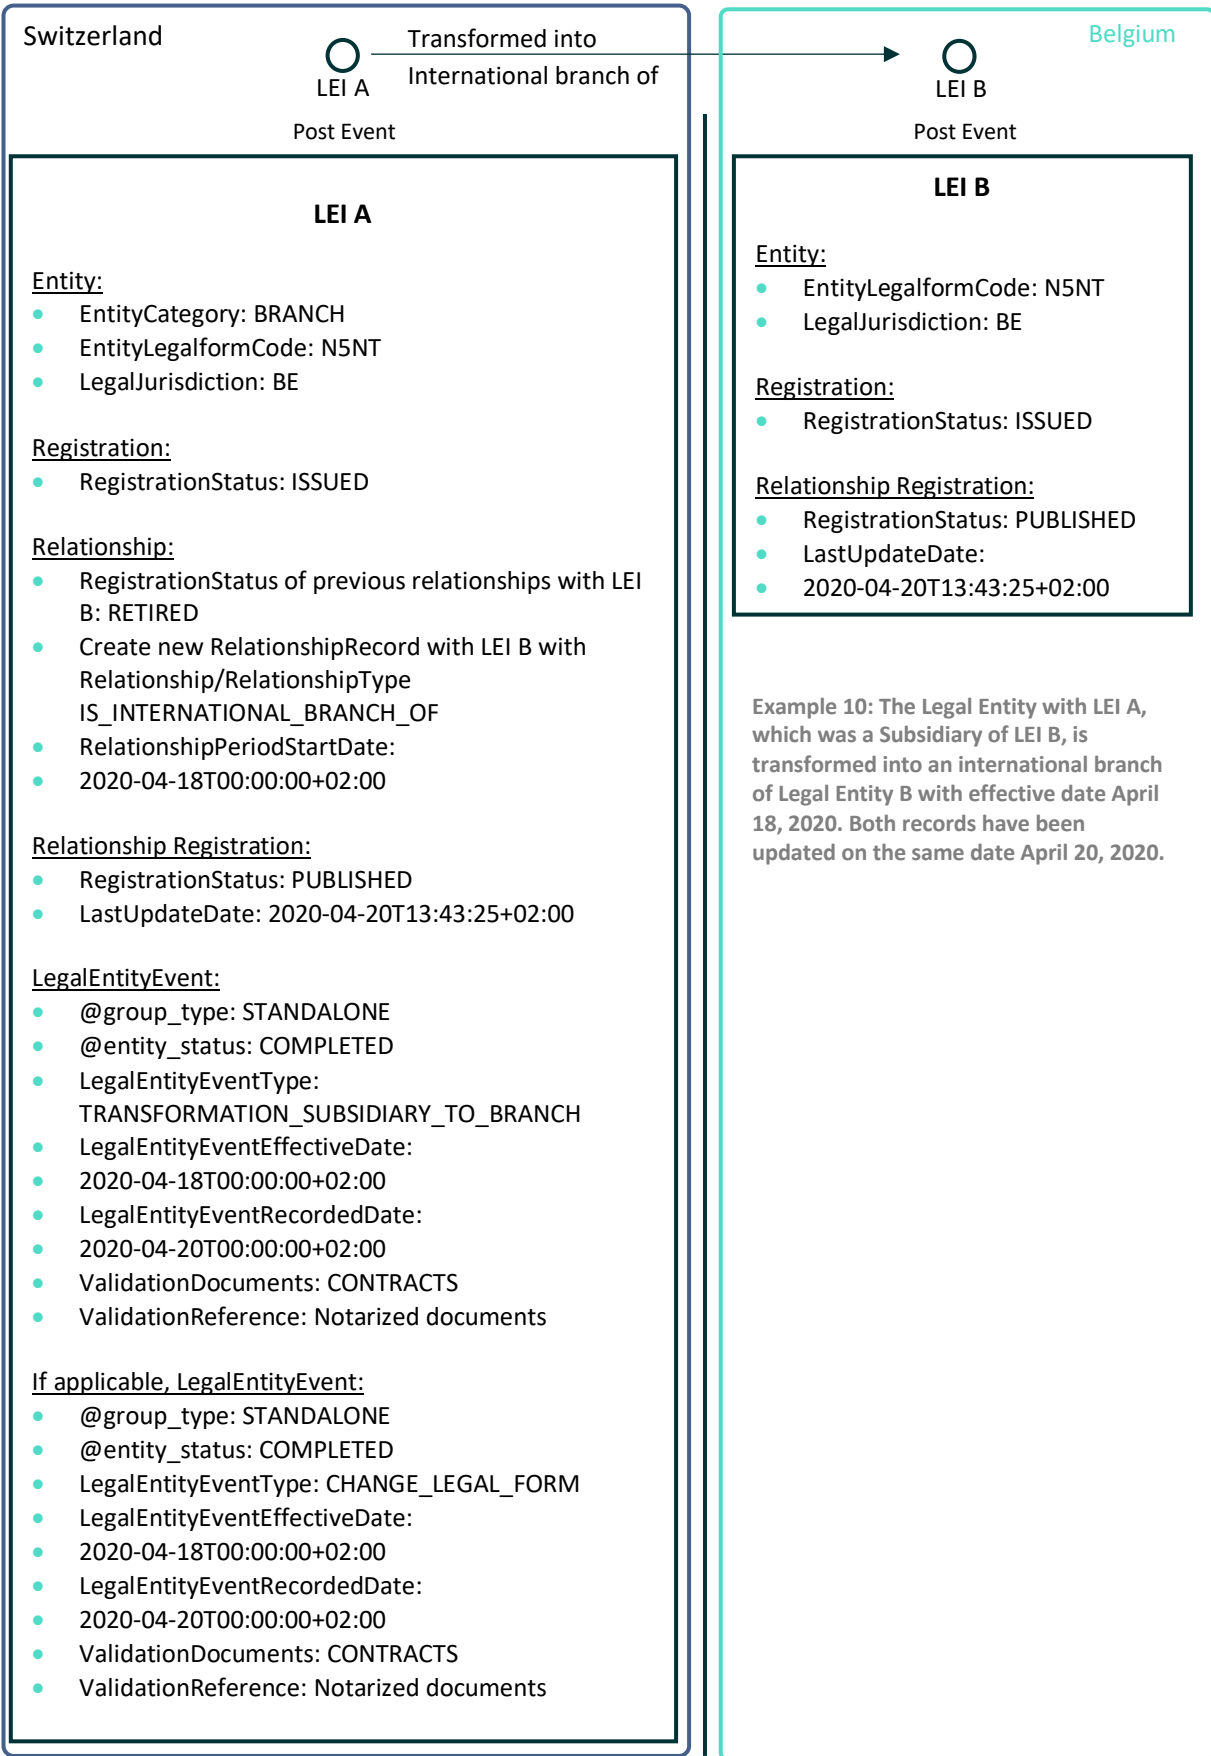 Switzerland
Transformed into
International branch of
LEI A
Post Event
LEI A
Entity:
EntityCategory: BRANCH
EntityLegalformCode: N5NT
LegalJurisdiction: BE
Registration:
RegistrationStatus: ISSUED
Relationship:
RegistrationStatus of previous relationships with LEI
B: RETIRED
Create new RelationshipRecord with LEI B with
Relationship/RelationshipType
IS_INTERNATIONAL_BRANCH_OF
RelationshipPeriodStartDate:
2020-04-18T00:00:00+02:00
Relationship Registration:
RegistrationStatus: PUBLISHED
LastUpdateDate: 2020-04-20T13:43:25+02:00
LegalEntityEvent:
@group_type: STANDALONE
@entity_status: COMPLETED
LegalEntityEventType:
TRANSFORMATION_SUBSIDIARY_TO_BRANCH
LegalEntityEventEffectiveDate:
2020-04-18T00:00:00+02:00
LegalEntityEventRecordedDate:
2020-04-20T00:00:00+02:00
ValidationDocuments: CONTRACTS
ValidationReference: Notarized documents
If applicable, LegalEntityEvent:
@group_type: STANDALONE
@entity_status: COMPLETED
LegalEntityEventType: CHANGE_LEGAL_FORM
LegalEntityEventEffectiveDate:
2020-04-18T00:00:00+02:00
LegalEntityEventRecordedDate:
2020-04-20T00:00:00+02:00
ValidationDocuments: CONTRACTS
ValidationReference: Notarized documents
Belgium
LEI B
Post Event
LEI B
Entity:
EntityLegalformCode: N5NT
LegalJurisdiction: BE
Registration:
RegistrationStatus: ISSUED
Relationship Registration:
RegistrationStatus: PUBLISHED
LastUpdateDate:
2020-04-20T13:43:25+02:00
Example 10: The Legal Entity with LEI A,
which was a Subsidiary of LEI B, is
transformed into an international branch
of Legal Entity B with effective date April
18, 2020. Both records have been
updated on the same date April 20, 2020.